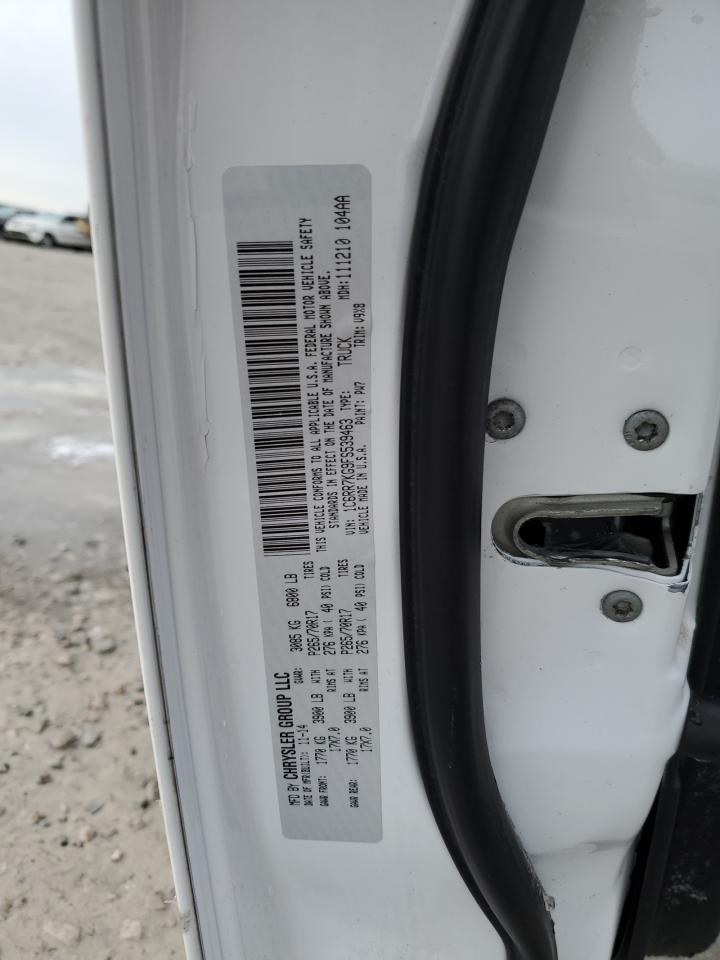 MFD BY CHRYSLER GROUP LLC
DATE OF MFR(BUILT): 11-14 GVWR: 3085 KG 6800 LB
GAWR FRONT: 1770 KG 3900 LB WITH P265/70R17 TIRES
17X7.0 RIMS AT 276 KPA ( 40 PSI) COLD
GAWR REAR: 1770 KG 3900 LB WITH P265/70R17 TIRES
17X7.0 RIMS AT 276 KPA ( 40 PSI) COLD
THIS VEHICLE CONFORMS TO ALL APPLICABLE U.S.A. FEDERAL MOTOR VEHICLE SAFETY
STANDARDS IN EFFECT ON THE DATE OF MANUFACTURE SHOWN ABOVE.
VIN: 1C6RR7KG9FS539463 TYPE: TRUCK MDH: 111210 104AA
VEHICLE MADE IN U.S.A. PAINT: PW7 TRIM: V9X8